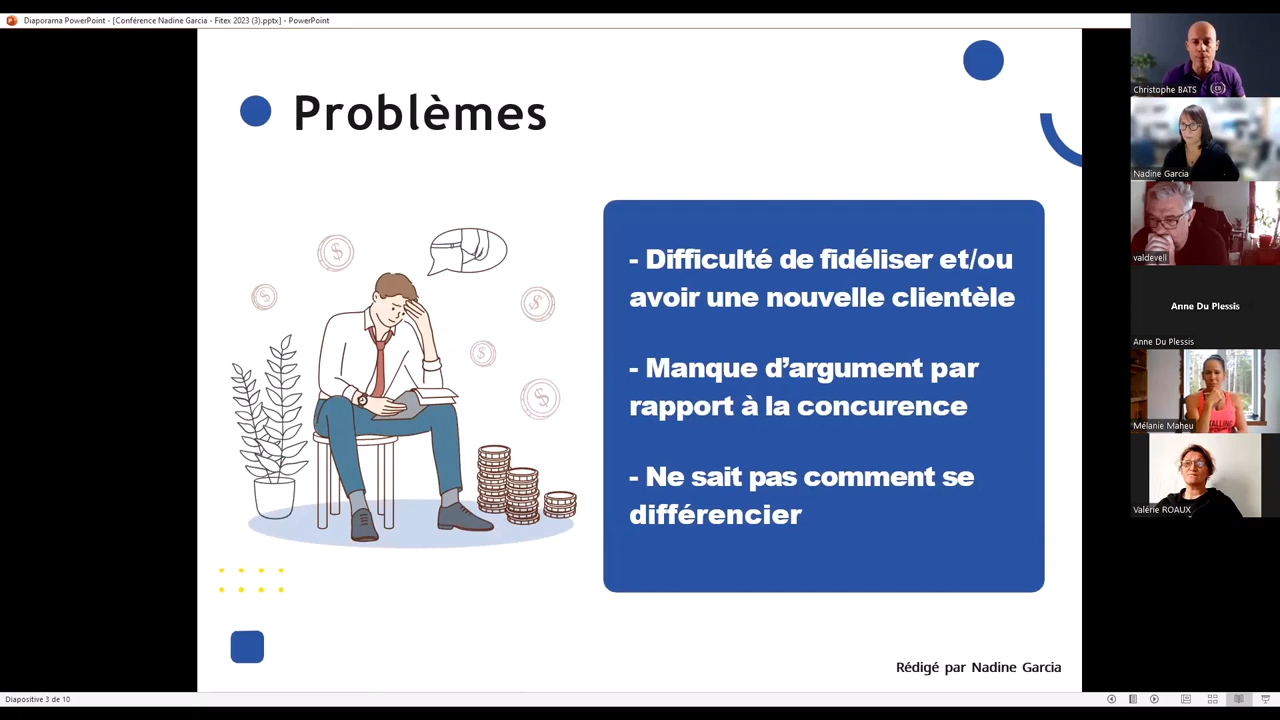 Diaporama PowerPoint - [Conférence Nadine Garcia - Fitex 2023 (3).pptx] - PowerPoint
Problèmes
- Difficulté de fidéliser et/ou
avoir une nouvelle clientèle
- Manque d’argument par
rapport à la concurence
- Ne sait pas comment se
différencier
Rédigé par Nadine Garcia
Diapositive 3 de 10
Christophe BATS
Nadine Garcia
valdevell
Anne Du Plessis
Anne Du Plessis
Mélanie Maheu
Valérie ROAUX